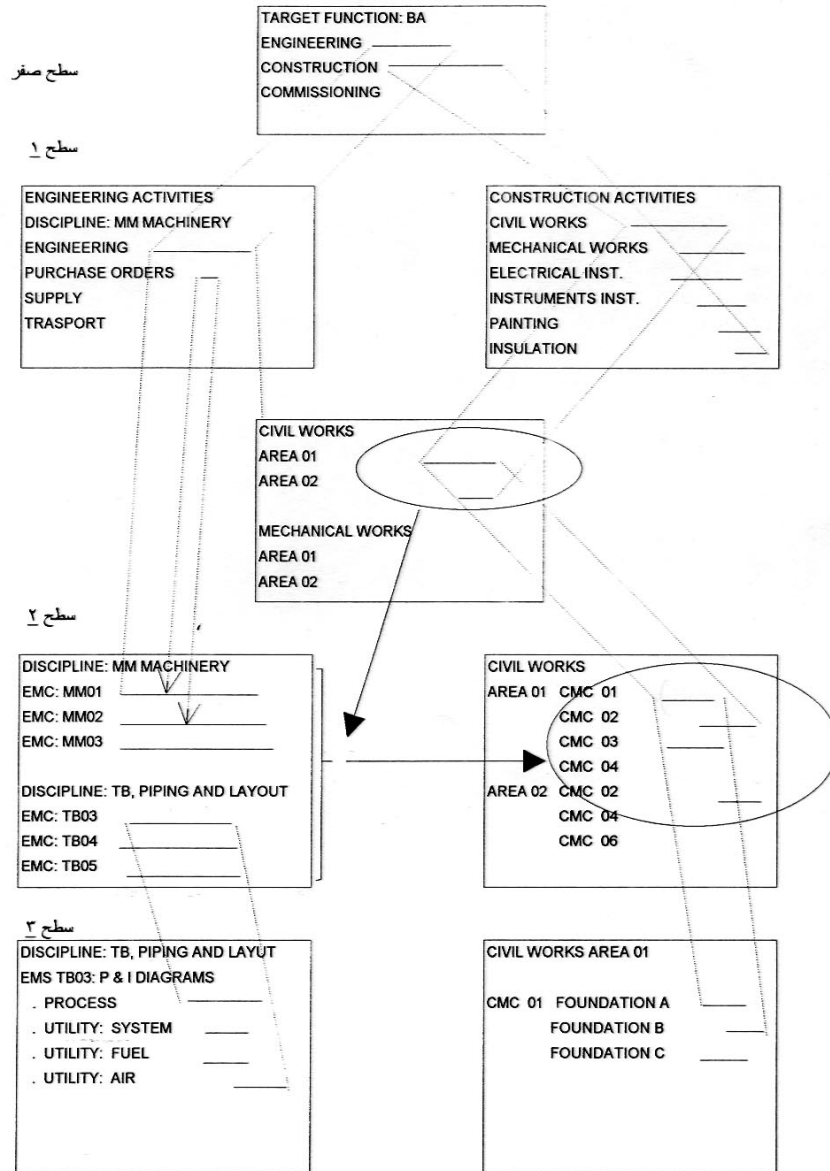 TARGET FUNCTION: BA
ENGINEERING
CONSTRUCTION
COMMISSIONING
سطح صفر
سطح ۱
ENGINEERING ACTIVITIES
DISCIPLINE: MM MACHINERY
ENGINEERING
PURCHASE ORDERS
SUPPLY
TRASPORT
CONSTRUCTION ACTIVITIES
CIVIL WORKS
MECHANICAL WORKS
ELECTRICAL INST.
INSTRUMENTS INST.
PAINTING
INSULATION
CIVIL WORKS
AREA 01
AREA 02
MECHANICAL WORKS
AREA 01
AREA 02
سطح ۲
DISCIPLINE: MM MACHINERY
EMC: MM01
EMC: MM02
EMC: MM03
DISCIPLINE: TB, PIPING AND LAYOUT
EMC: TB03
EMC: TB04
EMC: TB05
CIVIL WORKS
AREA 01 CMC 01
CMC 02
CMC 03
CMC 04
AREA 02 CMC 02
CMC 04
CMC 06
سطح ۳
DISCIPLINE: TB, PIPING AND LAYUT
EMS TB03: P & I DIAGRAMS
. PROCESS
. UTILITY: SYSTEM
. UTILITY: FUEL
. UTILITY: AIR
CIVIL WORKS AREA 01
CMC 01 FOUNDATION A
FOUNDATION B
FOUNDATION C